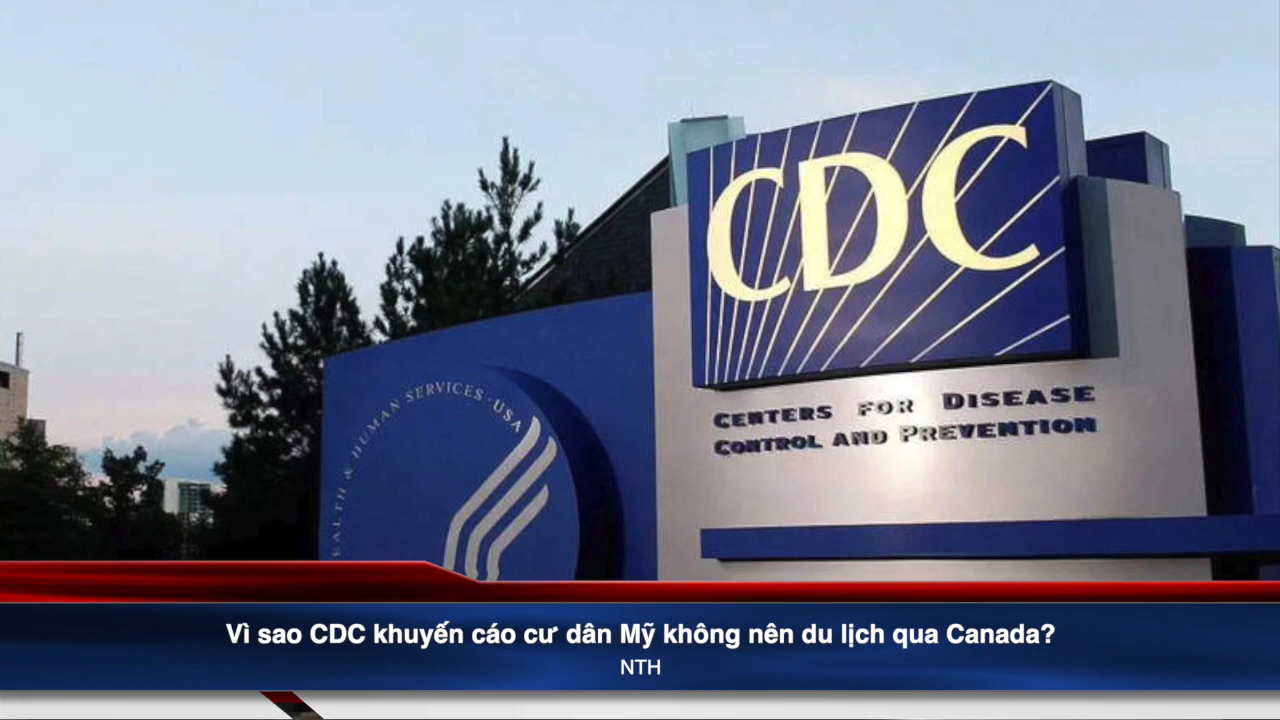 CDC
CENTERS FOR DISEASE
CONTROL AND PREVENTION
HEALTH & HUMAN SERVICES · USA
Vì sao CDC khuyến cáo cư dân Mỹ không nên du lịch qua Canada?
NTH